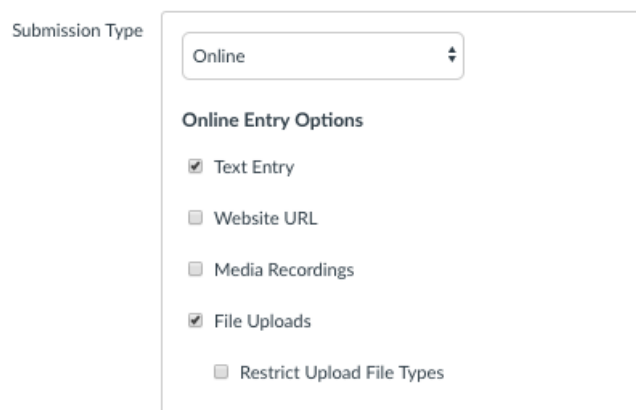 Submission Type
Online
Online Entry Options
Text Entry
Website URL
Media Recordings
File Uploads
Restrict Upload File Types